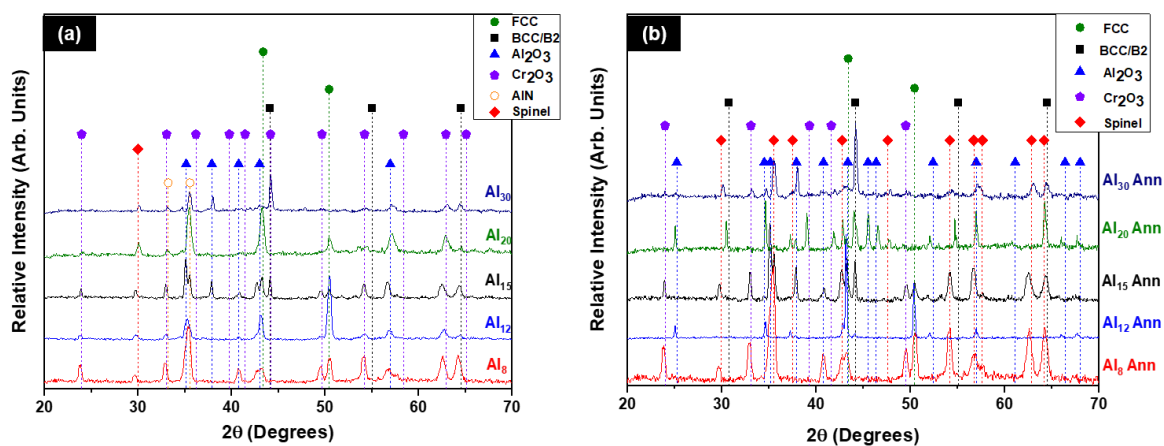 (a)
FCC
BCC/B2
Al2O3
Cr2O3
AlN
Spinel
Relative Intensity (Arb. Units)
Al30
Al20
Al15
Al12
Al8
20 30 40 50 60 70
2θ (Degrees)
(b)
FCC
BCC/B2
Al2O3
Cr2O3
Spinel
Relative Intensity (Arb. Units)
Al30 Ann
Al20 Ann
Al15 Ann
Al12 Ann
Al8 Ann
20 30 40 50 60 70
2θ (Degrees)